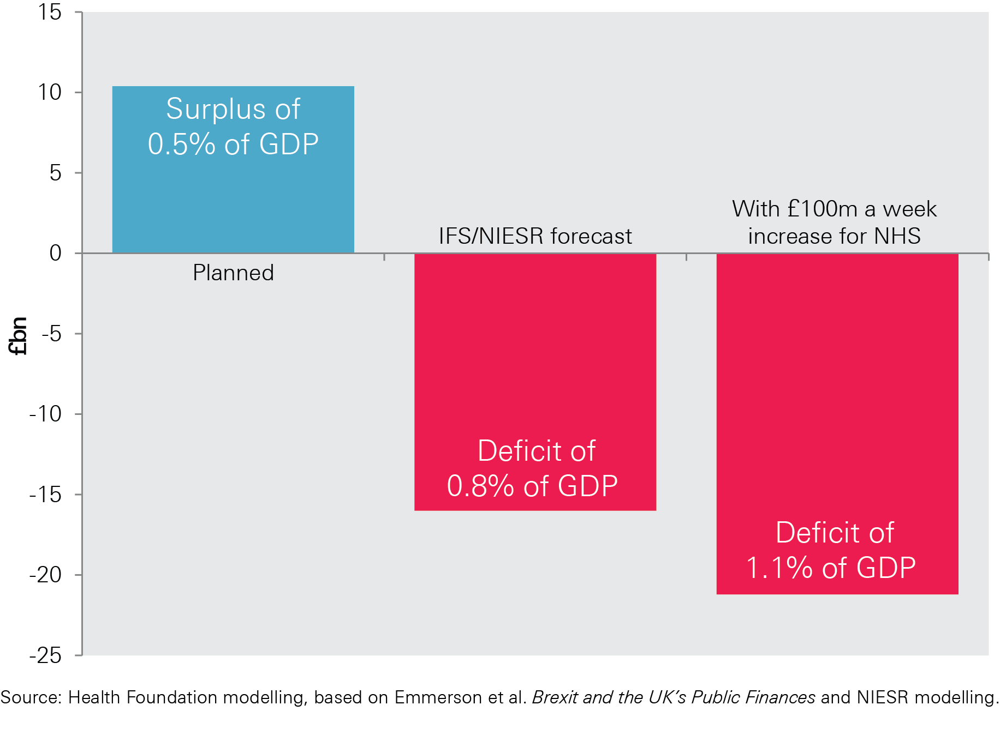 15
10
5
0
-5
-10
-15
-20
-25
£bn
Surplus of
0.5% of GDP
Planned
IFS/NIESR forecast
Deficit of
0.8% of GDP
With £100m a week
increase for NHS
Deficit of
1.1% of GDP
Source: Health Foundation modelling, based on Emmerson et al. Brexit and the UK’s Public Finances and NIESR modelling.